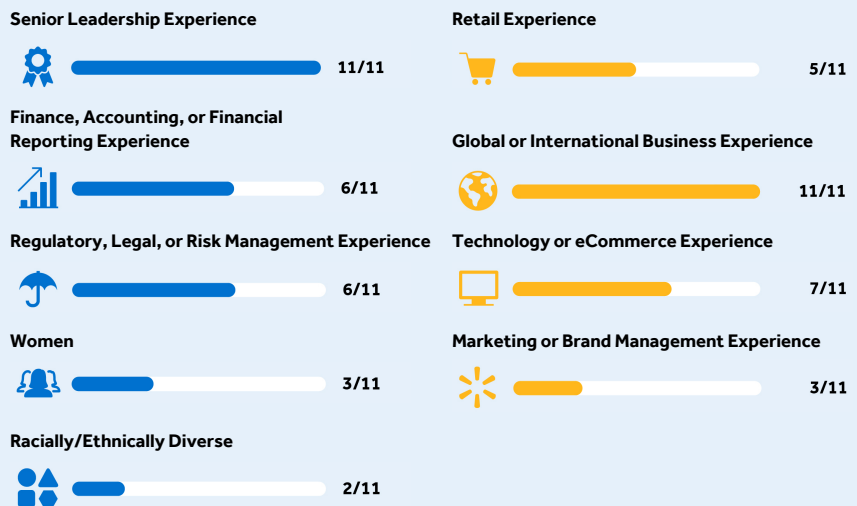 Senior Leadership Experience
11/11
Finance, Accounting, or Financial
Reporting Experience
6/11
Regulatory, Legal, or Risk Management Experience
6/11
Women
3/11
Racially/Ethnically Diverse
2/11
Retail Experience
5/11
Global or International Business Experience
11/11
Technology or eCommerce Experience
7/11
Marketing or Brand Management Experience
3/11